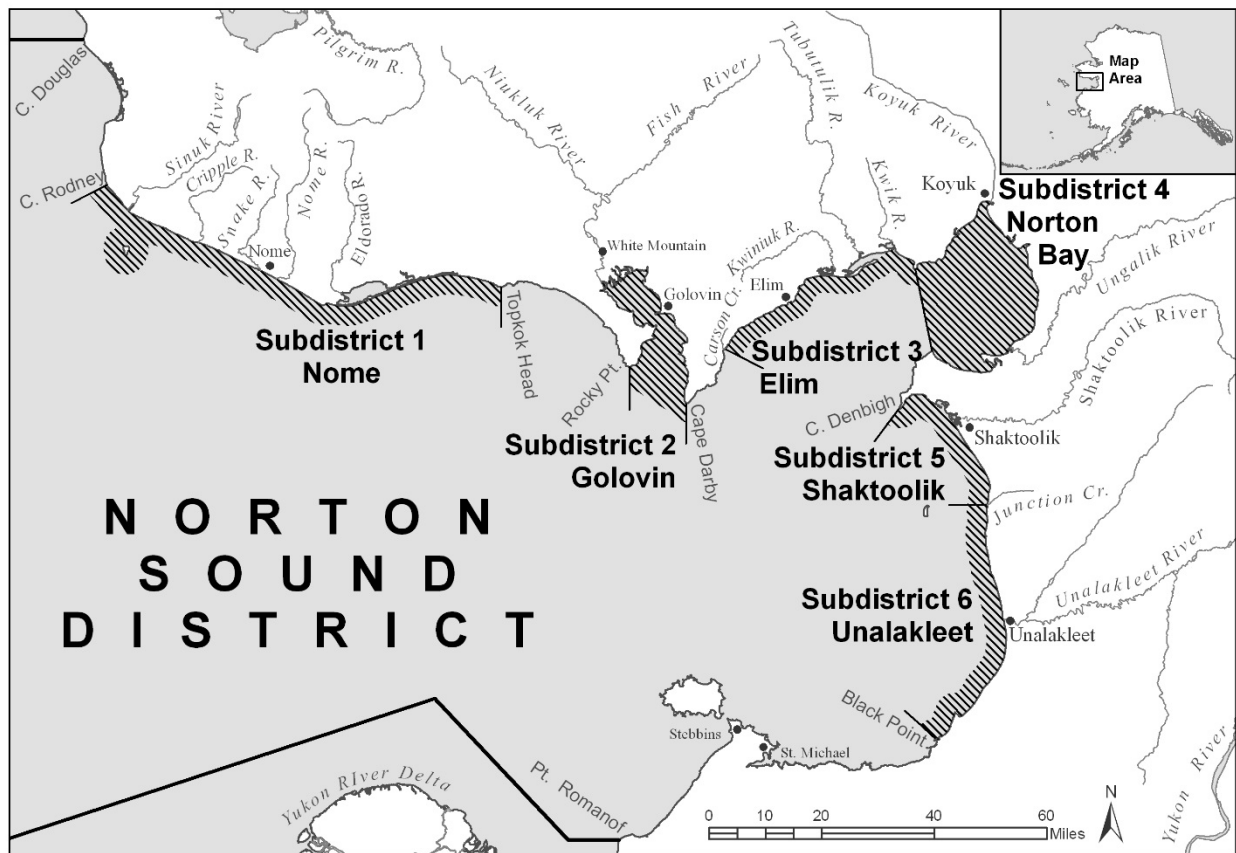 C. Douglas
Pilgrim R.
Map
Area
Tubutulik R.
Niukluk River
Fish River
Koyuk River
Sinuk River
Cripple R.
Snake R.
Nome R.
Eldorado R.
Kwik R.
C. Rodney
Koyuk
Subdistrict 4
Norton
Bay
Nome
White Mountain
Kwiniuk R.
Ungalik River
Golovin
Elim
Carson Cr.
Shaktoolik River
Subdistrict 1
Nome
Topkok Head
Subdistrict 3
Elim
Rocky Pt.
Cape Darby
C. Denbigh
Shaktoolik
Subdistrict 2
Golovin
Subdistrict 5
Shaktoolik
Junction Cr.
NORTON
SOUND
DISTRICT
Unalakleet River
Subdistrict 6
Unalakleet
Unalakleet
Black Point
Stebbins
St. Michael
Yukon RIver Delta
Pt. Romanof
Yukon River
N
0 10 20 40 60
Miles